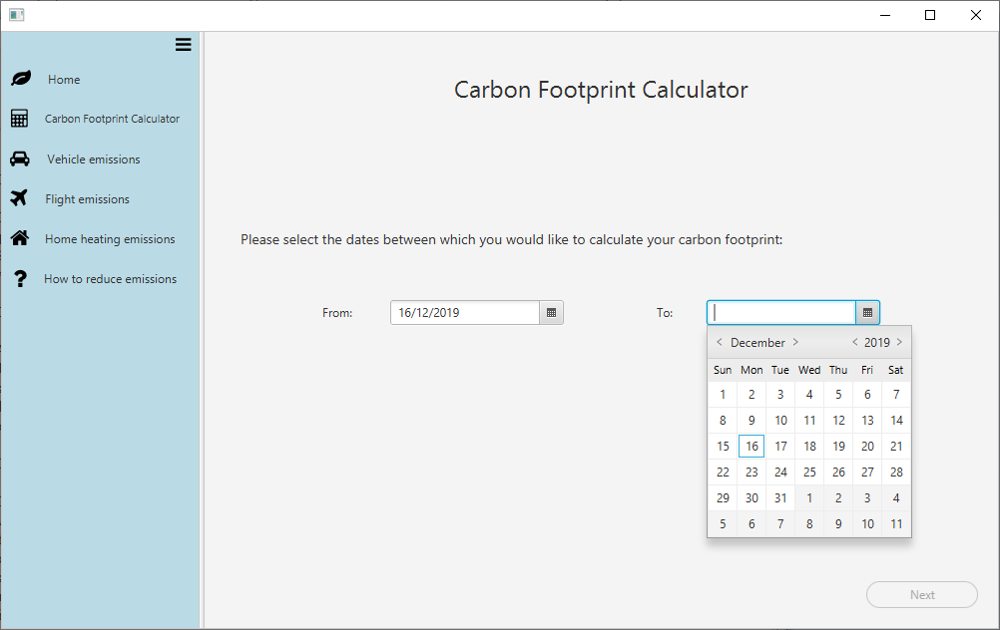 Home
Carbon Footprint Calculator
Vehicle emissions
Flight emissions
Home heating emissions
? How to reduce emissions
Carbon Footprint Calculator
Please select the dates between which you would like to calculate your carbon footprint:
From: 16/12/2019 To:
< December > < 2019 >
Sun Mon Tue Wed Thu Fri Sat
1 2 3 4 5 6 7
8 9 10 11 12 13 14
15 16 17 18 19 20 21
22 23 24 25 26 27 28
29 30 31 1 2 3 4
5 6 7 8 9 10 11
Next